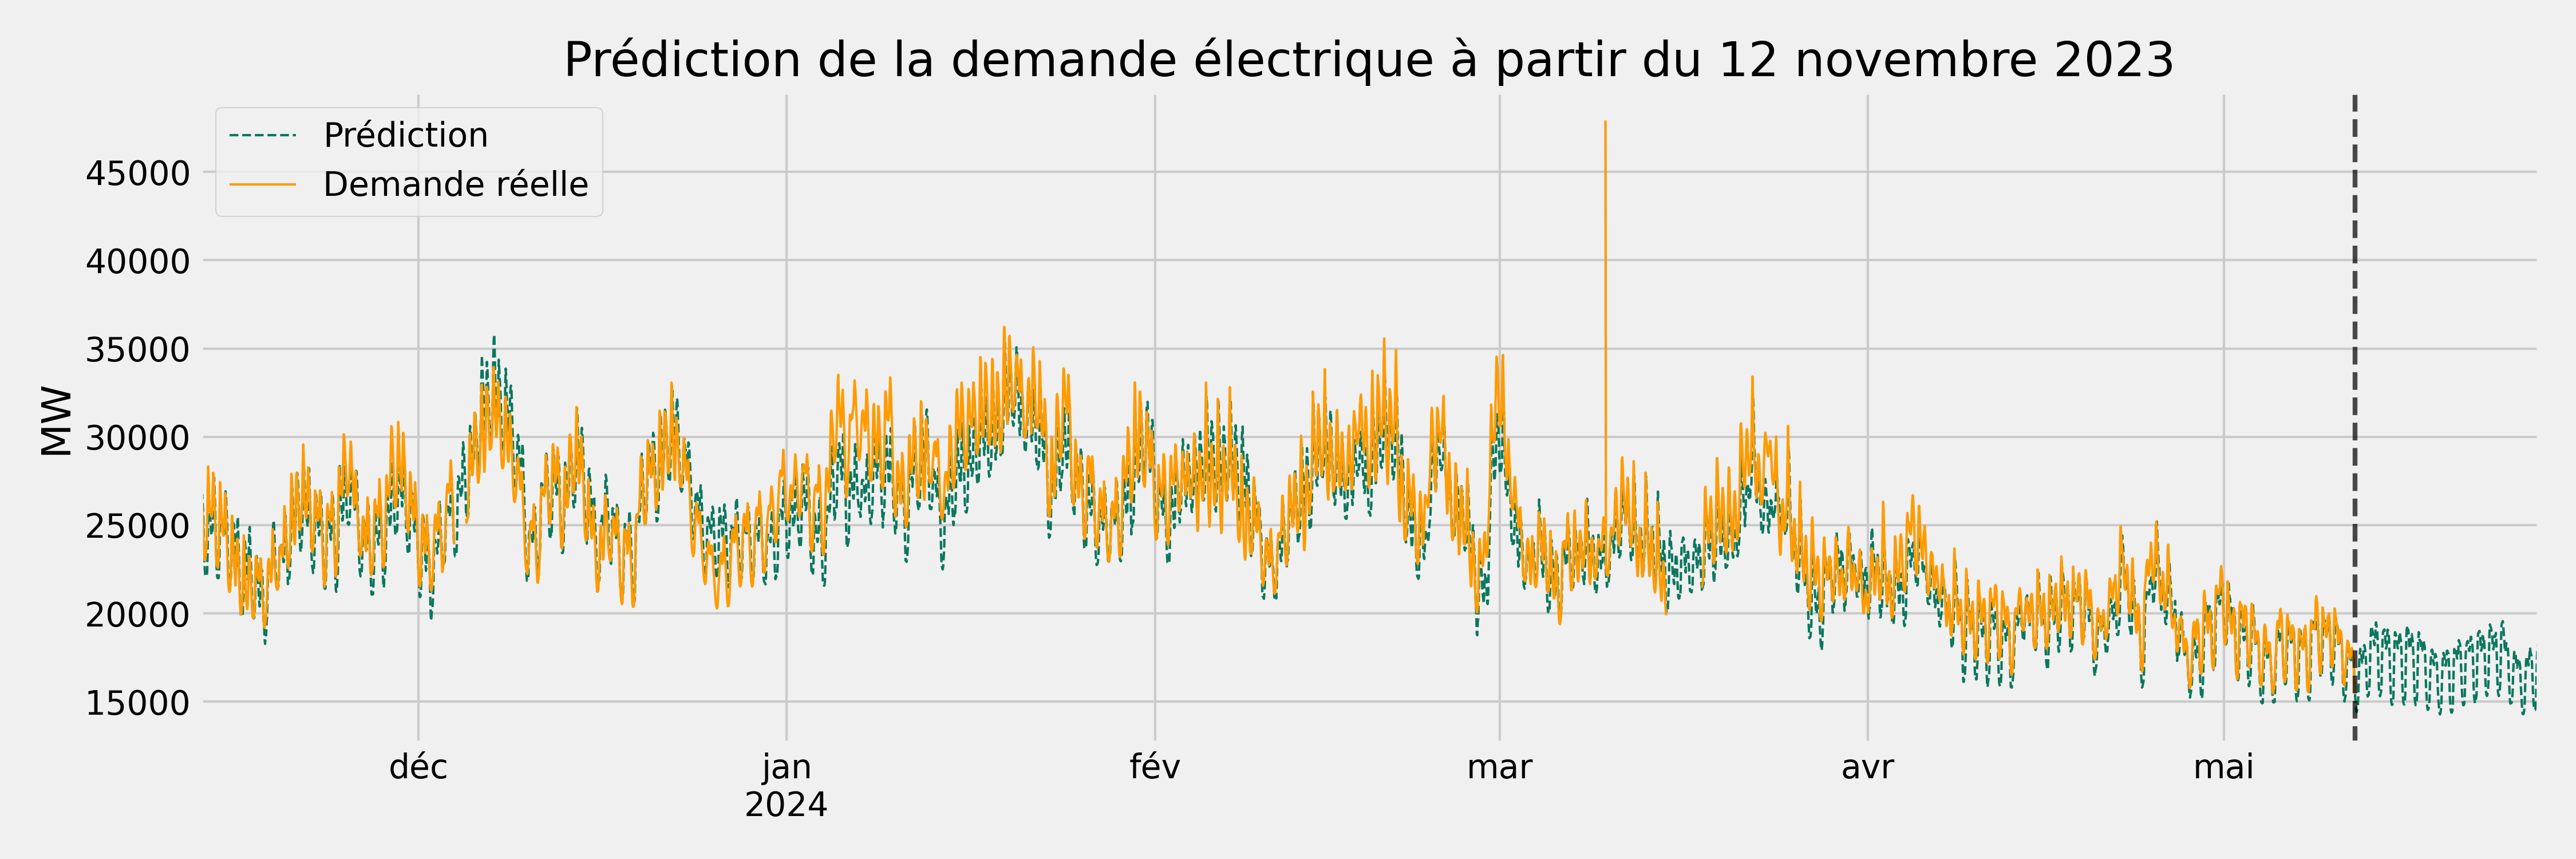 Prédiction de la demande électrique à partir du 12 novembre 2023
Prédiction
Demande réelle
MW
45000
40000
35000
30000
25000
20000
15000
déc
jan
2024
fév
mar
avr
mai